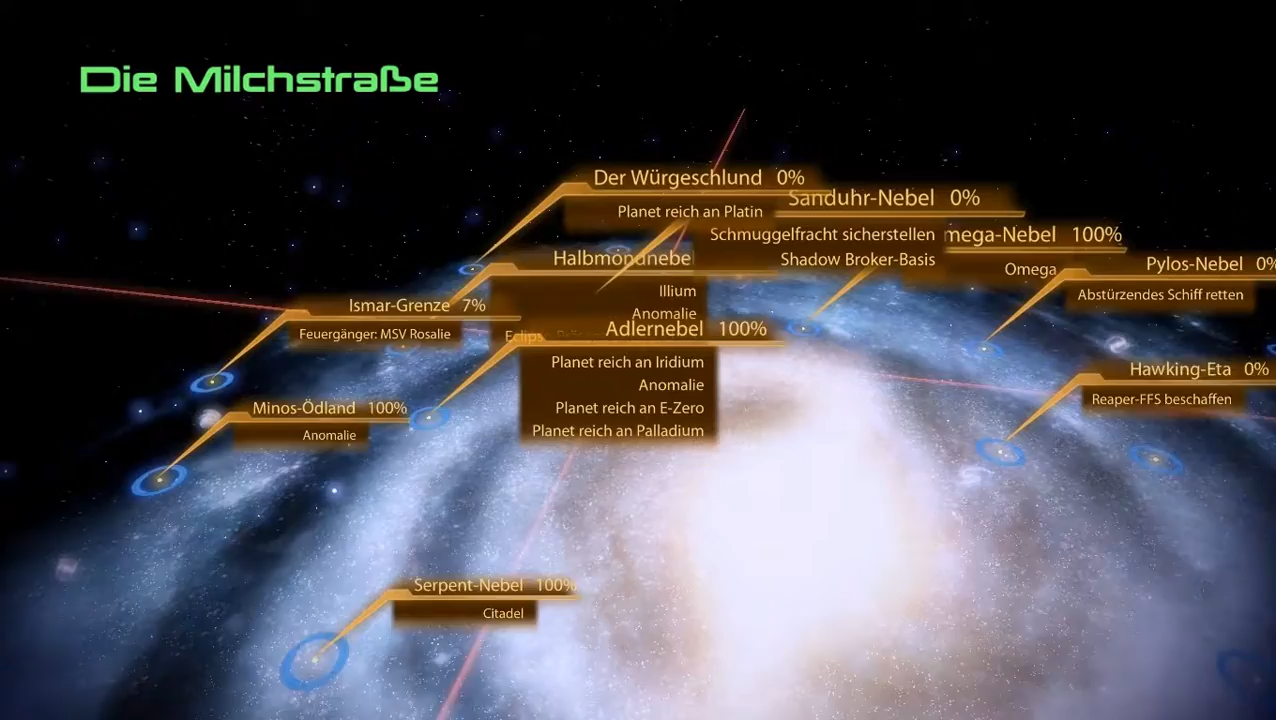 Die Milchstraße
Der Würgeschlund 0%
Planet reich an Platin
Sanduhr-Nebel 0%
Schmuggelfracht sicherstellen
Shadow Broker-Basis
mega-Nebel 100%
Omega
Pylos-Nebel 0%
Abstürzendes Schiff retten
Halbmondnebel
Illium
Anomalie
Ismar-Grenze 7%
Feuergänger: MSV Rosalie
Adlernebel 100%
Planet reich an Iridium
Anomalie
Planet reich an E-Zero
Planet reich an Palladium
Hawking-Eta 0%
Reaper-FFS beschaffen
Minos-Ödland 100%
Anomalie
Serpent-Nebel 100%
Citadel